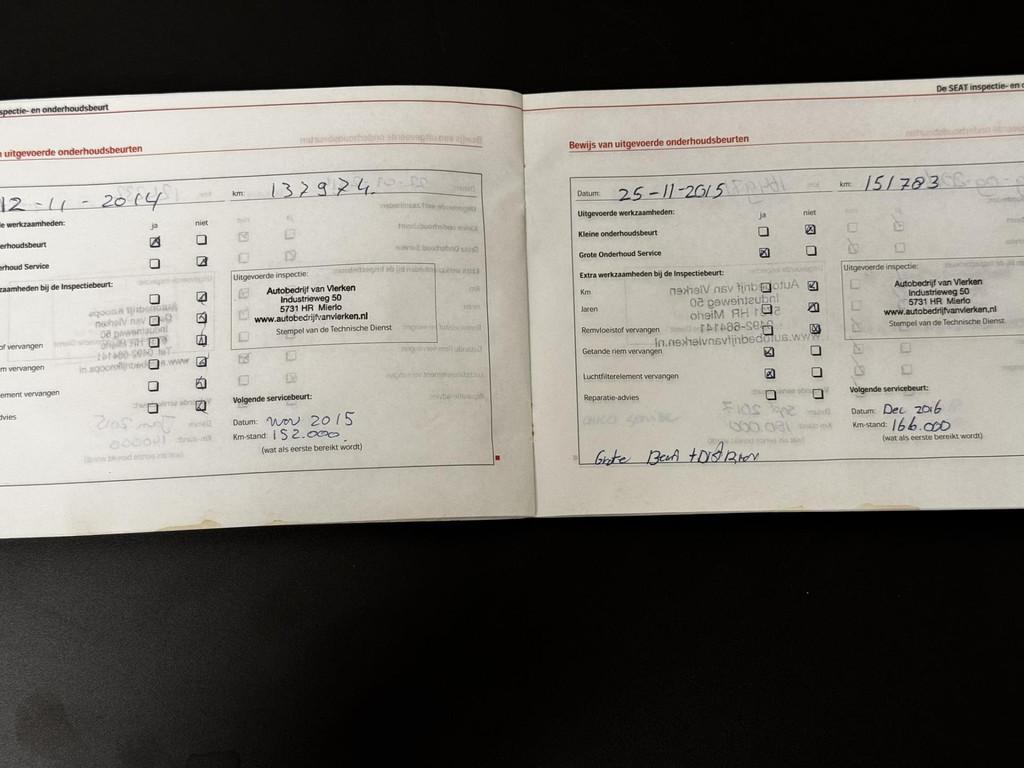 spectie- en onderhoudsbeurt
uitgevoerde onderhoudsbeurten
12-11-2014
km: 137974.
e werkzaamheden:
ja niet
erhoudsbeurt
erhoud Service
zaamheden bij de Inspectiebeurt:
of vervangen
m vervangen
ement vervangen
dvies
Uitgevoerde inspectie:
Autobedrijf van Vlerken
Industrieweg 50
5731 HR Mierlo
www.autobedrijfvanvlerken.nl
Stempel van de Technische Dienst
Volgende servicebeurt:
Datum: Nov 2015
Km-stand: 152.000
(wat als eerste bereikt wordt)
De SEAT inspectie- en o
Bewijs van uitgevoerde onderhoudsbeurten
Datum: 25-11-2015
km: 151783
Uitgevoerde werkzaamheden:
ja niet
Kleine onderhoudsbeurt
Grote Onderhoud Service
Extra werkzaamheden bij de Inspectiebeurt:
Km
Jaren
Remvloeistof vervangen
Getande riem vervangen
Luchtfilterelement vervangen
Reparatie-advies
Uitgevoerde inspectie:
Autobedrijf van Vlerken
Industrieweg 50
5731 HR Mierlo
www.autobedrijfvanvlerken.nl
Stempel van de Technische Dienst
Volgende servicebeurt:
Datum: Dec 2016
Km-stand: 166.000
(wat als eerste bereikt wordt)
Grote Beurt